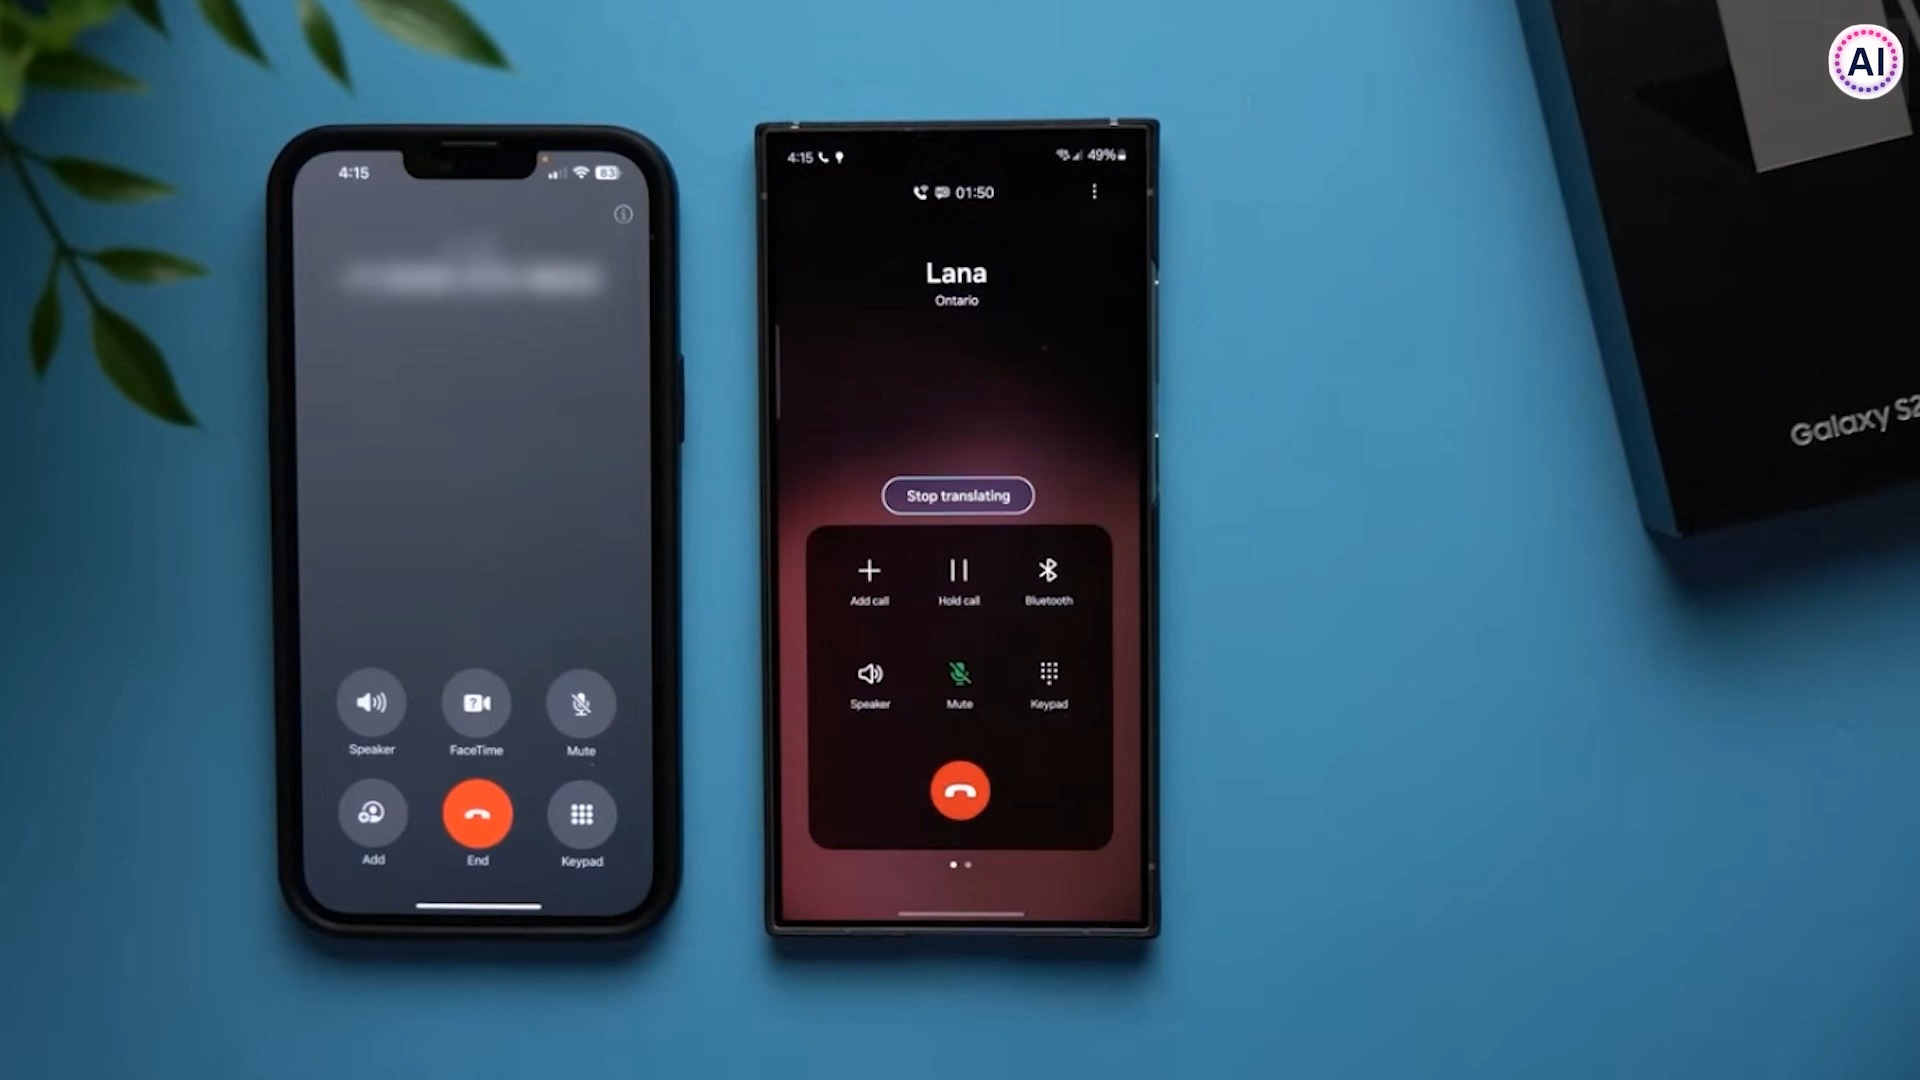 AI
4:15
83
Speaker
FaceTime
Mute
Add
End
Keypad
4:15
49%
01:50
Lana
Ontario
Stop translating
Add call
Hold call
Bluetooth
Speaker
Mute
Keypad
Galaxy S2